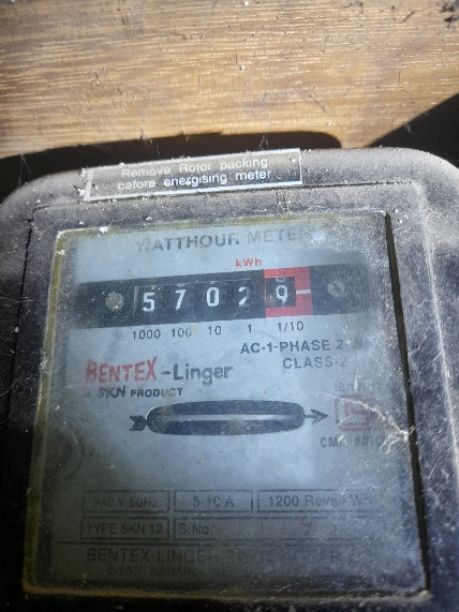 Remove Rotor packing
before energising meter
WATTHOUR METER
kWh
5 7 0 2 9
1000 100 10 1 1/10
AC-1-PHASE 2
CLASS-2
BENTEX-Linger
A SKN PRODUCT
240 V 50Hz 5-10 A 1200 Revs/
TYPE SKN 12 S.No
BENTEX LINGER